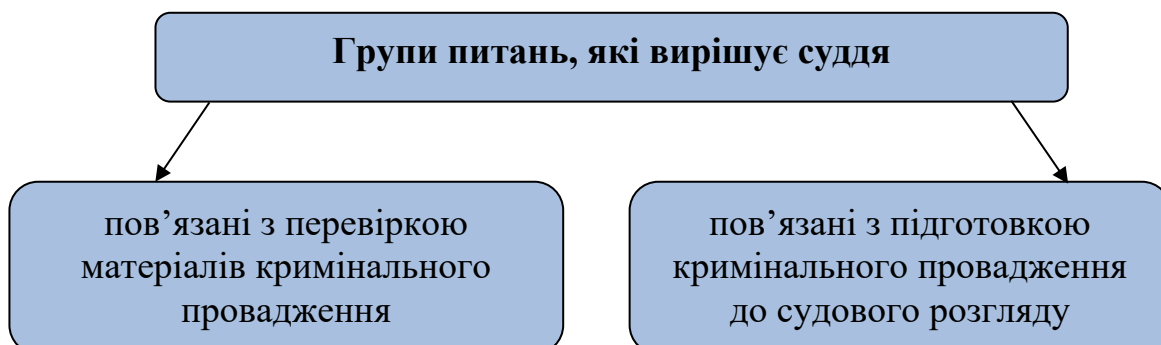 Групи питань, які вирішує суддя
пов’язані з перевіркою
матеріалів кримінального
провадження
пов’язані з підготовкою
кримінального провадження
до судового розгляду